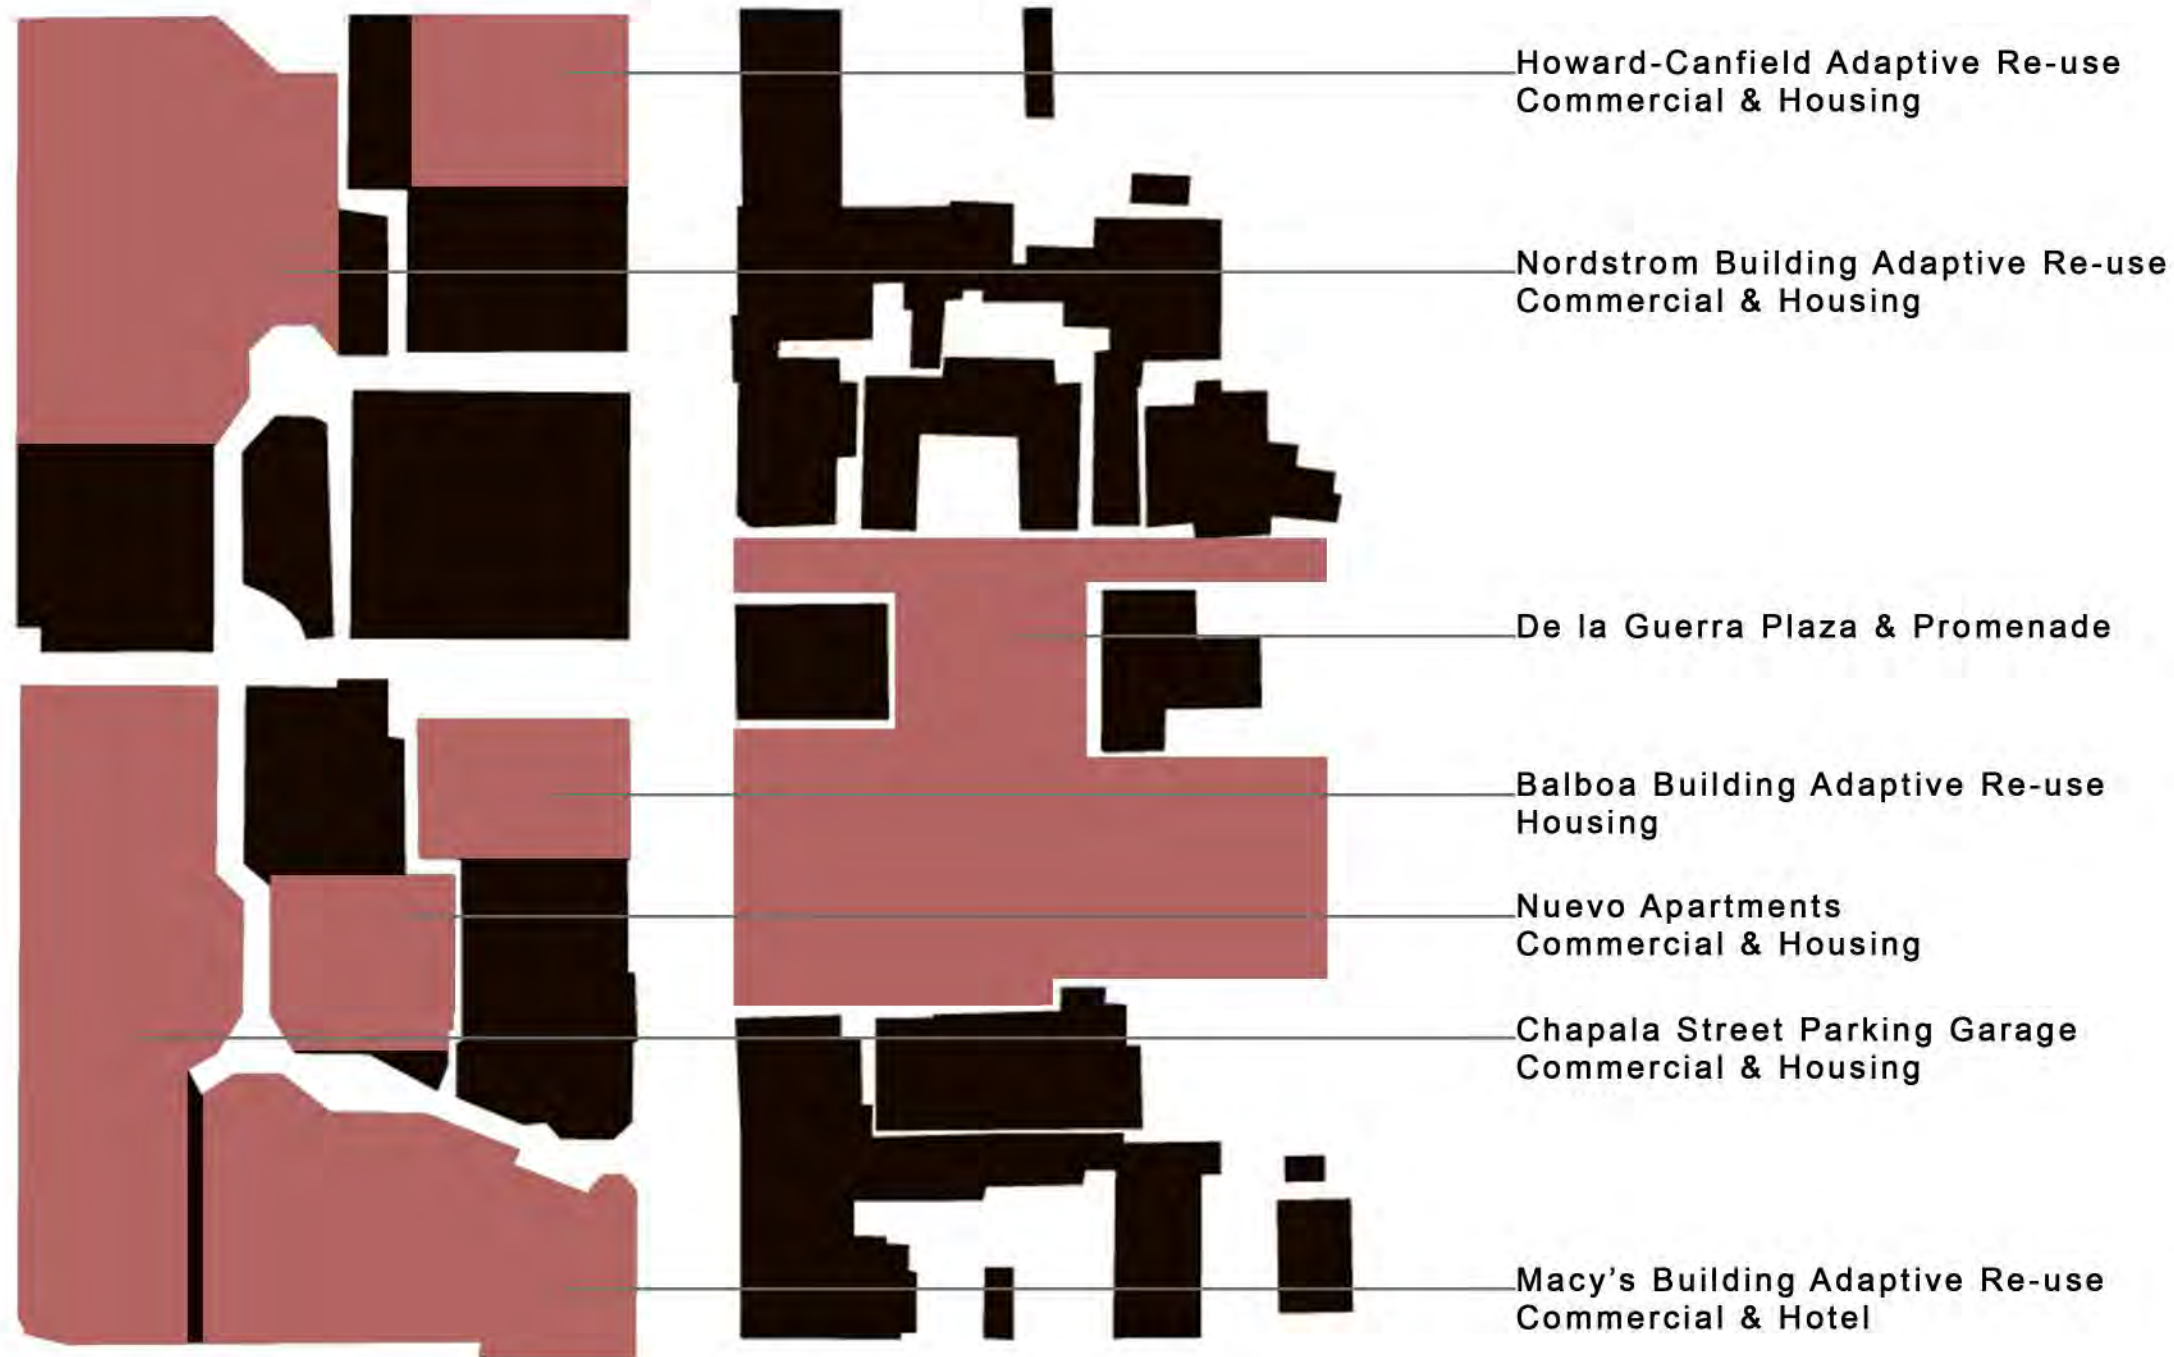 Howard-Canfield Adaptive Re-use
Commercial & Housing
Nordstrom Building Adaptive Re-use
Commercial & Housing
De la Guerra Plaza & Promenade
Balboa Building Adaptive Re-use
Housing
Nuevo Apartments
Commercial & Housing
Chapala Street Parking Garage
Commercial & Housing
Macy’s Building Adaptive Re-use
Commercial & Hotel